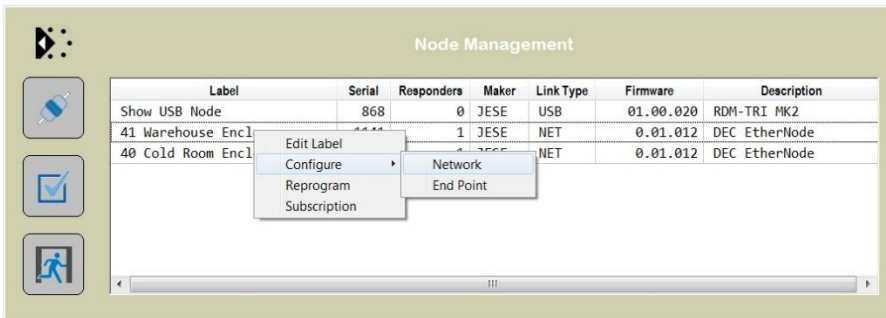 Node Management
Label Serial Responders Maker Link Type Firmware Description
Show USB Node 868 0 JESE USB 01.00.020 RDM-TRI MK2
41 Warehouse Encl 1 JESE NET 0.01.012 DEC EtherNode
40 Cold Room Encl NET 0.01.012 DEC EtherNode
Edit Label
Configure Network
Reprogram End Point
Subscription